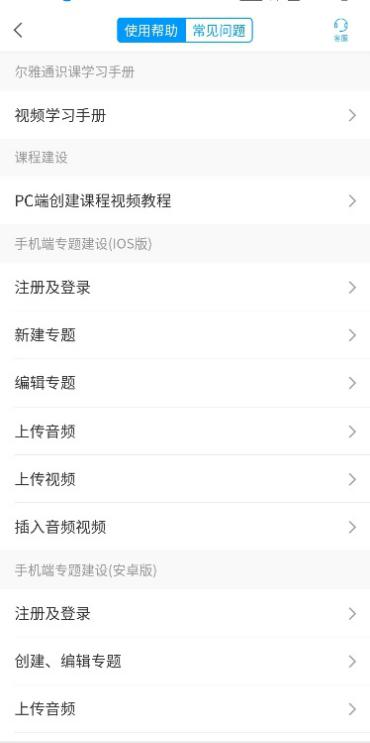 使用帮助 常见问题
客服
尔雅通识课学习手册
视频学习手册
课程建设
PC端创建课程视频教程
手机端专题建设(IOS版)
注册及登录
新建专题
编辑专题
上传音频
上传视频
插入音频视频
手机端专题建设(安卓版)
注册及登录
创建、编辑专题
上传音频